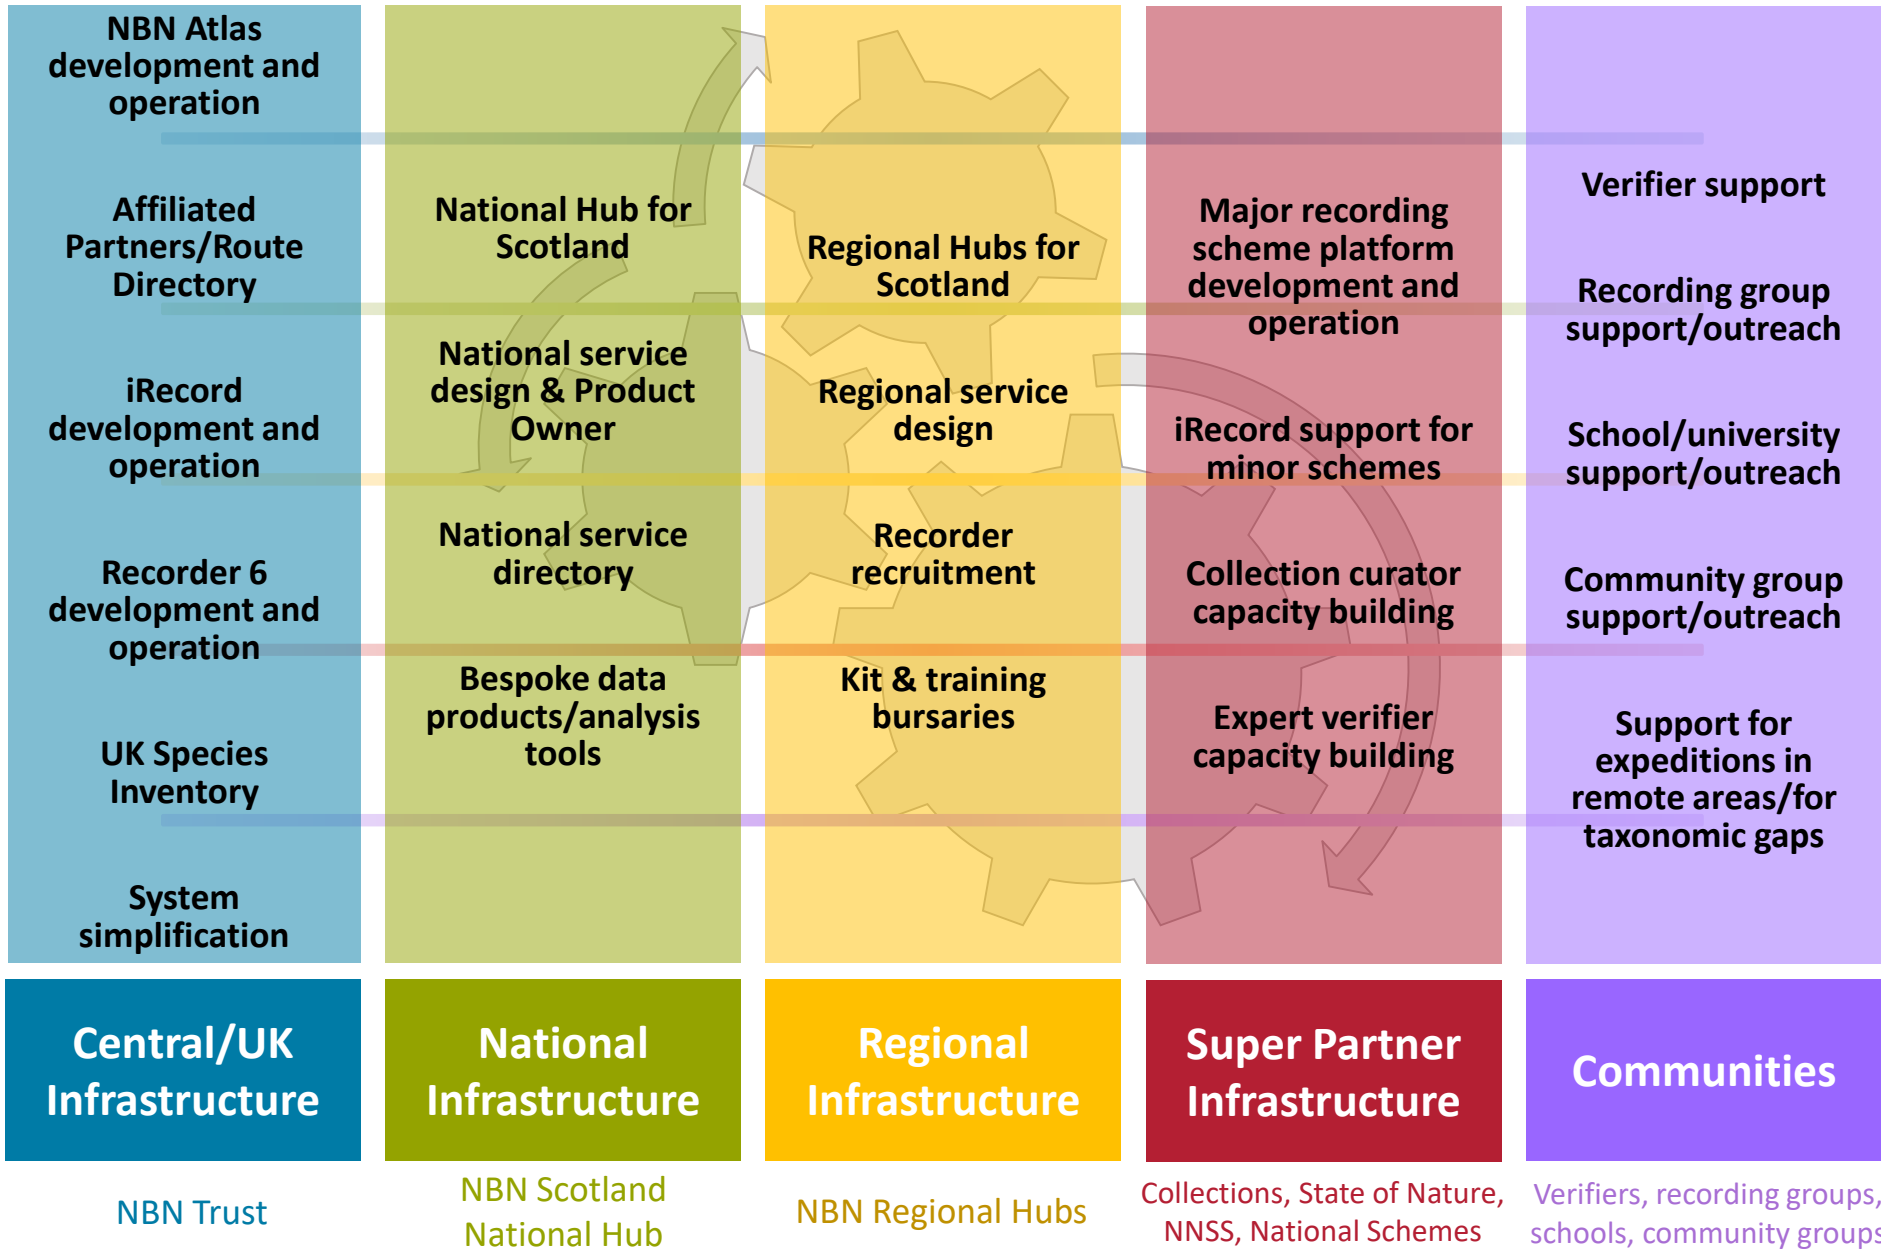 NBN Atlas
development and
operation
Affiliated
Partners/Route
Directory
iRecord
development and
operation
Recorder 6
development and
operation
UK Species
Inventory
System
simplification
Central/UK
Infrastructure
NBN Trust
National Hub for
Scotland
National service
design & Product
Owner
National service
directory
Bespoke data
products/analysis
tools
National
Infrastructure
NBN Scotland
National Hub
Regional Hubs for
Scotland
Regional service
design
Recorder
recruitment
Kit & training
bursaries
Regional
Infrastructure
NBN Regional Hubs
Major recording
scheme platform
development and
operation
iRecord support for
minor schemes
Collection curator
capacity building
Expert verifier
capacity building
Super Partner
Infrastructure
Collections, State of Nature,
NNSS, National Schemes
Verifier support
Recording group
support/outreach
School/university
support/outreach
Community group
support/outreach
Support for
expeditions in
remote areas/for
taxonomic gaps
Communities
Verifiers, recording groups,
schools, community groups